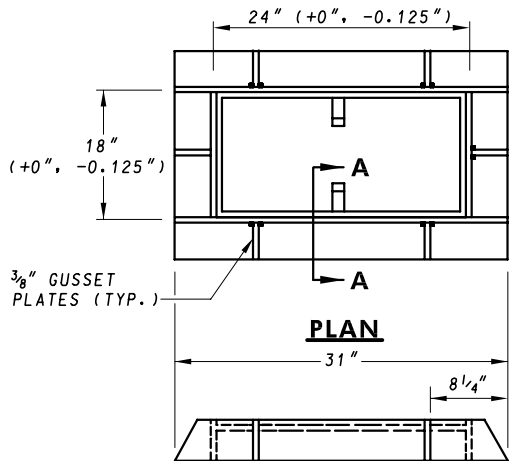 24" (+0", -0.125")
18"
(+0", -0.125")
A
A
3/8" GUSSET
PLATES (TYP.)
PLAN
31"
8 1/4"